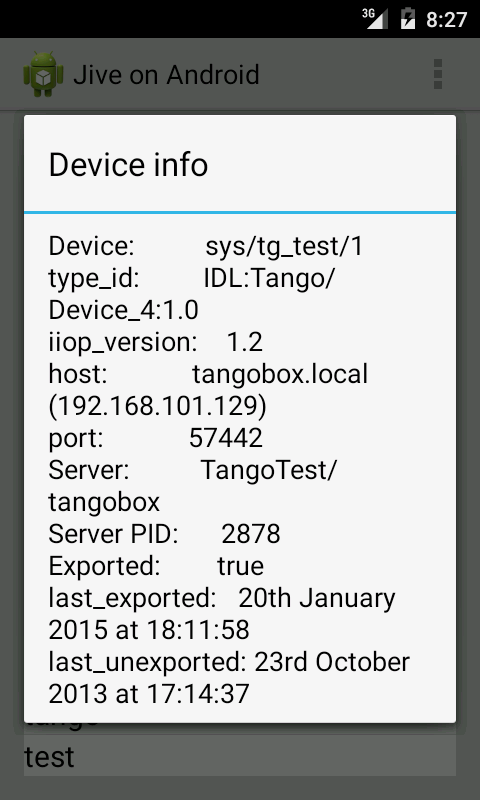 3G 8:27
Jive on Android
Device info
Device: sys/tg_test/1
type_id: IDL:Tango/
Device_4:1.0
iiop_version: 1.2
host: tangobox.local
(192.168.101.129)
port: 57442
Server: TangoTest/
tangobox
Server PID: 2878
Exported: true
last_exported: 20th January
2015 at 18:11:58
last_unexported: 23rd October
2013 at 17:14:37
test